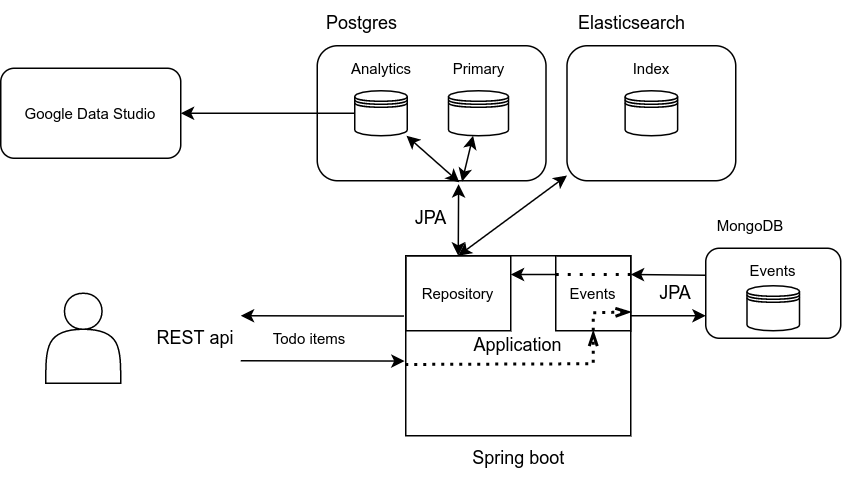 Postgres
Elasticsearch
Analytics
Primary
Index
Google Data Studio
JPA
MongoDB
Repository
Events
JPA
Events
REST api
Todo items
Application
Spring boot